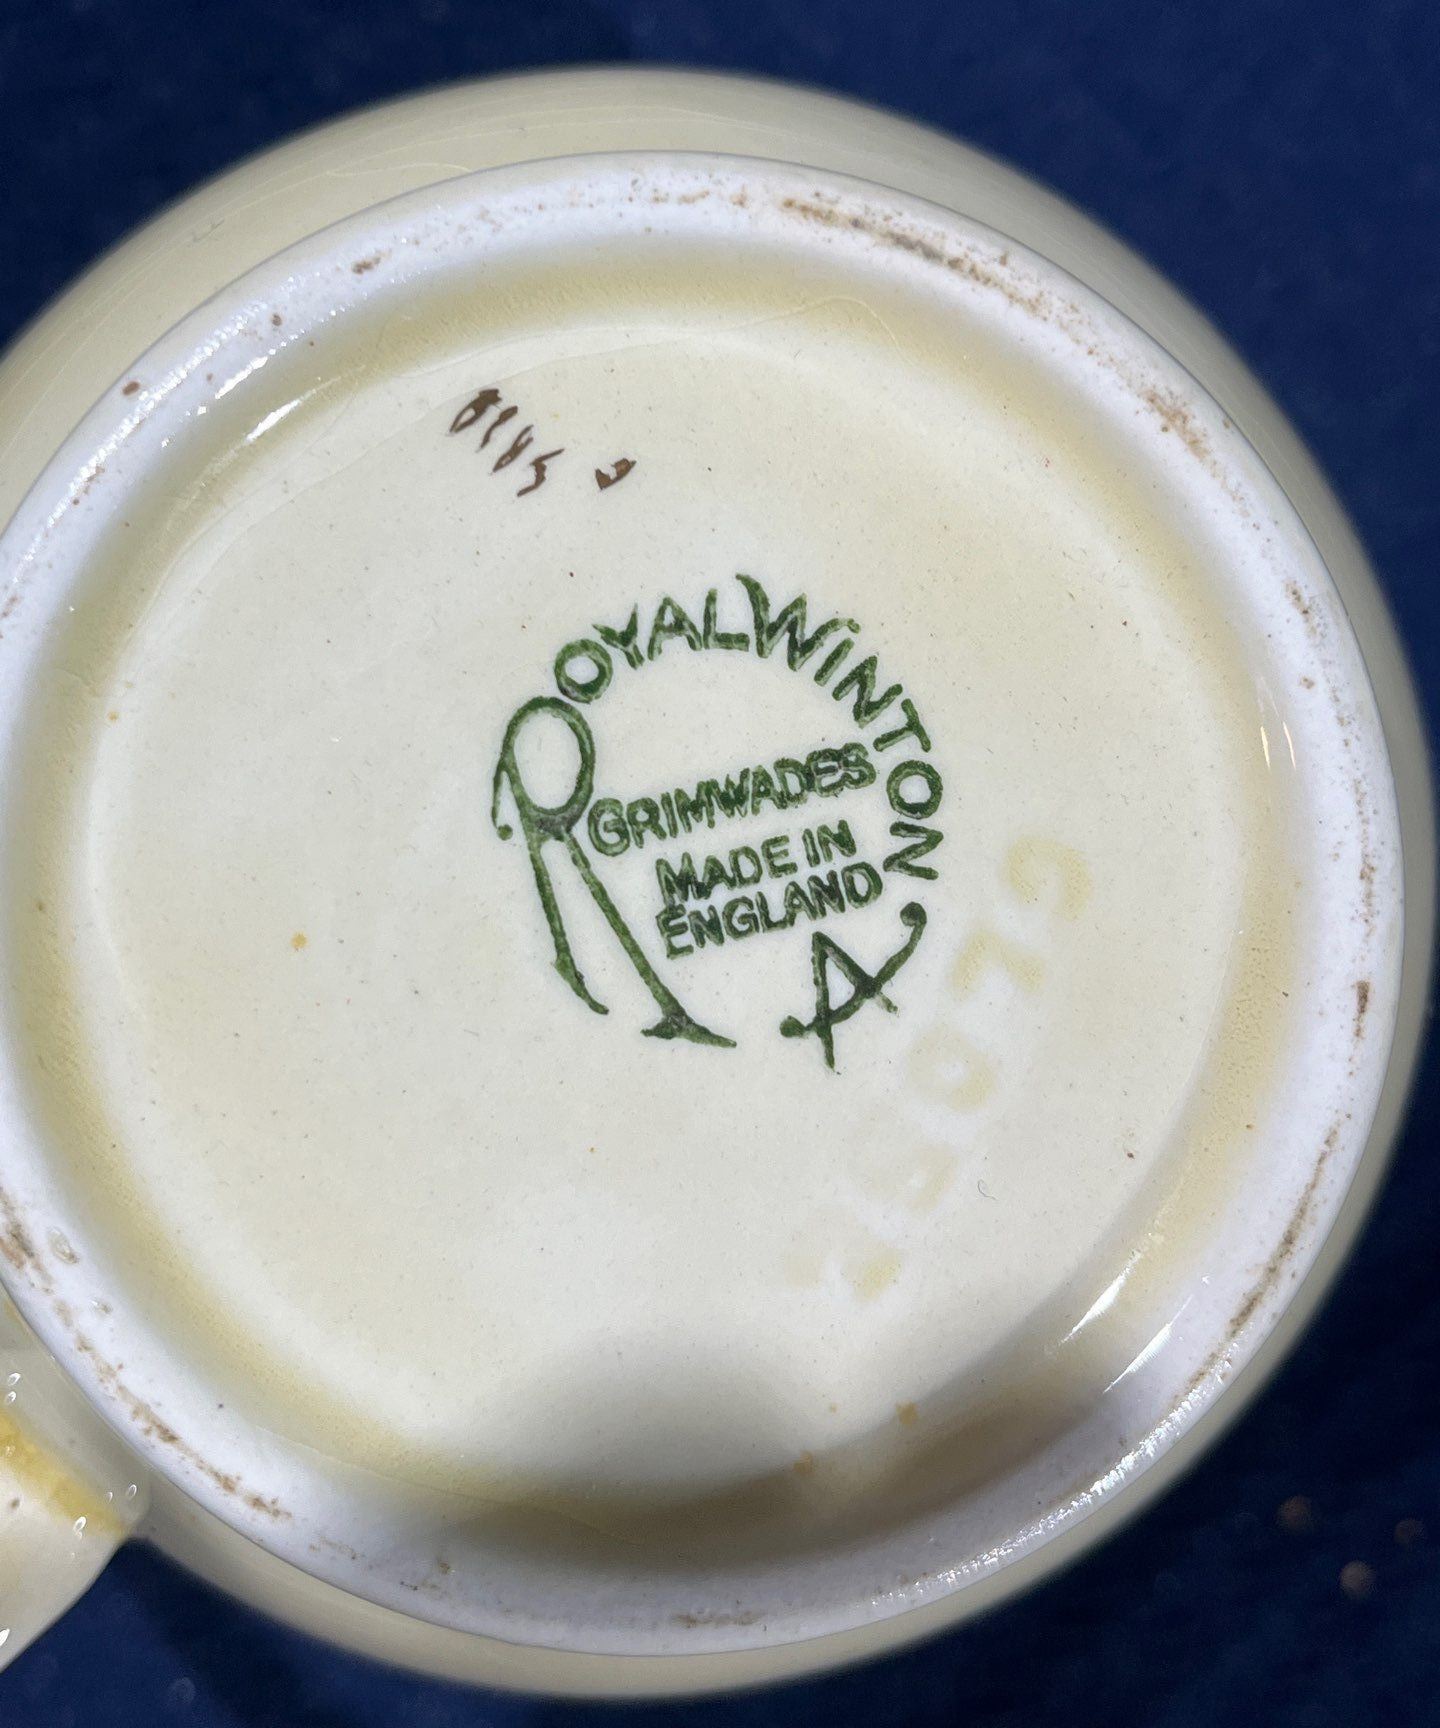 ROYAL WINTON
GRIMWADES
MADE IN
ENGLAND
A